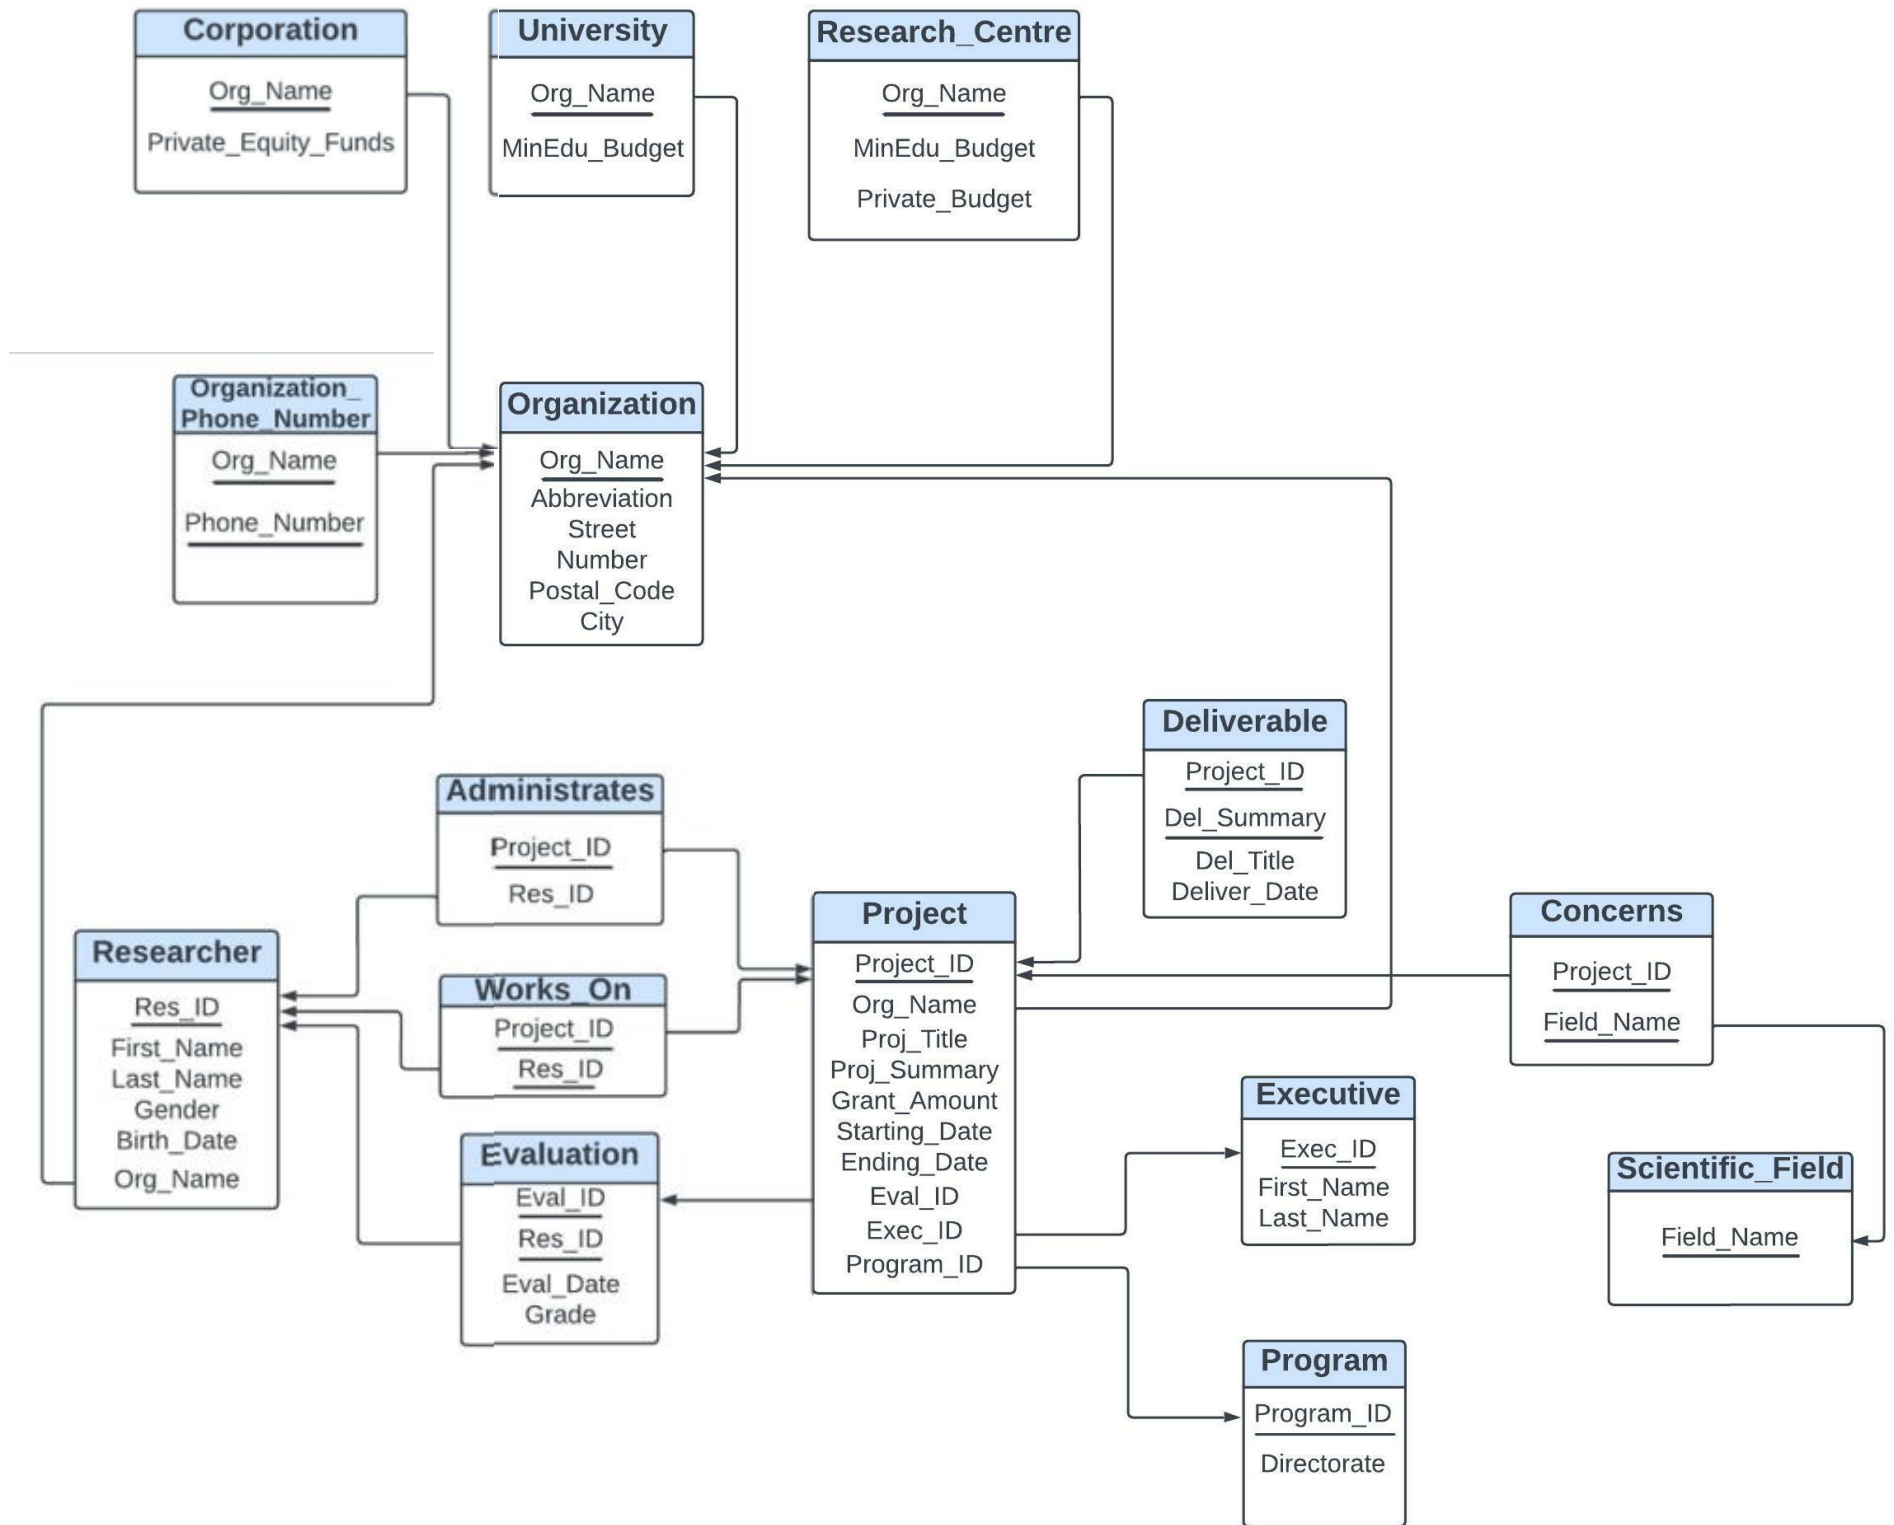 Corporation
Org_Name
Private_Equity_Funds
University
Org_Name
MinEdu_Budget
Research_Centre
Org_Name
MinEdu_Budget
Private_Budget
Organization_
Phone_Number
Org_Name
Phone_Number
Organization
Org_Name
Abbreviation
Street
Number
Postal_Code
City
Deliverable
Project_ID
Del_Summary
Del_Title
Deliver_Date
Administrates
Project_ID
Res_ID
Researcher
Res_ID
First_Name
Last_Name
Gender
Birth_Date
Org_Name
Works_On
Project_ID
Res_ID
Evaluation
Eval_ID
Res_ID
Eval_Date
Grade
Project
Project_ID
Org_Name
Proj_Title
Proj_Summary
Grant_Amount
Starting_Date
Ending_Date
Eval_ID
Exec_ID
Program_ID
Concerns
Project_ID
Field_Name
Executive
Exec_ID
First_Name
Last_Name
Scientific_Field
Field_Name
Program
Program_ID
Directorate